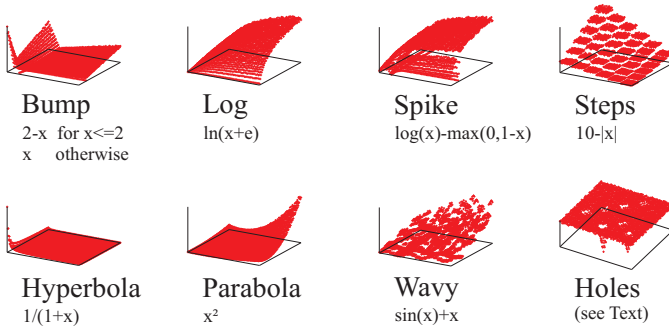 Bump
2-x for x<=2
x otherwise
Log
ln(x+e)
Spike
log(x)-max(0,1-x)
Steps
10-|x|
Hyperbola
1/(1+x)
Parabola
x²
Wavy
sin(x)+x
Holes
(see Text)